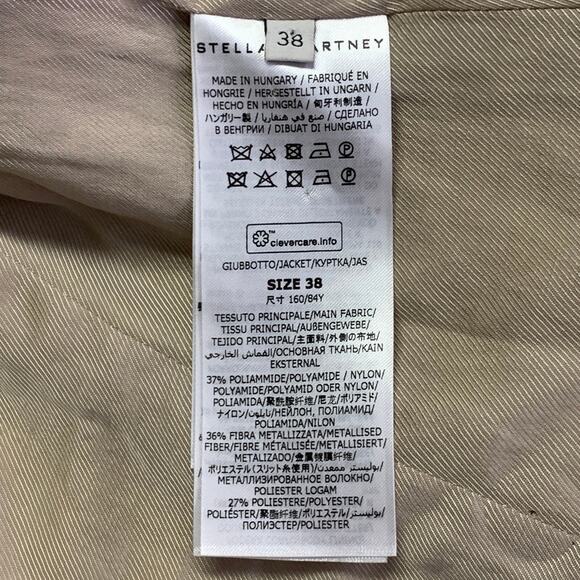 38
STELLA McCARTNEY
MADE IN HUNGARY / FABRIQUÉ EN
HONGRIE / HERGESTELLT IN UNGARN /
HECHO EN HUNGRÍA / 匈牙利制造 /
ハンガリー製 / صنع في هنغاريا / СДЕЛАНО
В ВЕНГРИИ / DIBUAT DI HUNGARIA
P
P
TM
clevercare.info
GIUBBOTTO/JACKET/КУРТКА/JAS
SIZE 38
尺寸 160/84Y
TESSUTO PRINCIPALE/MAIN FABRIC/
TISSU PRINCIPAL/AUßENGEWEBE/
TEJIDO PRINCIPAL/主面料/外側の布地/
القماش الخارجي/ОСНОВНАЯ ТКАНЬ/KAIN
EKSTERNAL
37% POLIAMMIDE/POLYAMIDE / NYLON/
POLYAMIDE/POLYAMID ODER NYLON/
POLIAMIDA/聚酰胺纤维/尼龙/ポリアミド/
ナイロン/نايلون/НЕЙЛОН, ПОЛИАМИД/
POLIAMIDA/NILON
36% FIBRA METALLIZZATA/METALLISED
FIBER/FIBRE MÉTALLISÉE/METALLISIERT/
METALIZADO/金属镀膜纤维/
ポリエステル(スリット糸使用)/بوليستر ممعدن/
МЕТАЛЛИЗИРОВАННОЕ ВОЛОКНО/
POLIESTER LOGAM
27% POLIESTERE/POLYESTER/
POLIÉSTER/聚酯纤维/ポリエステル/بوليستر/
ПОЛИЭСТЕР/POLIESTER